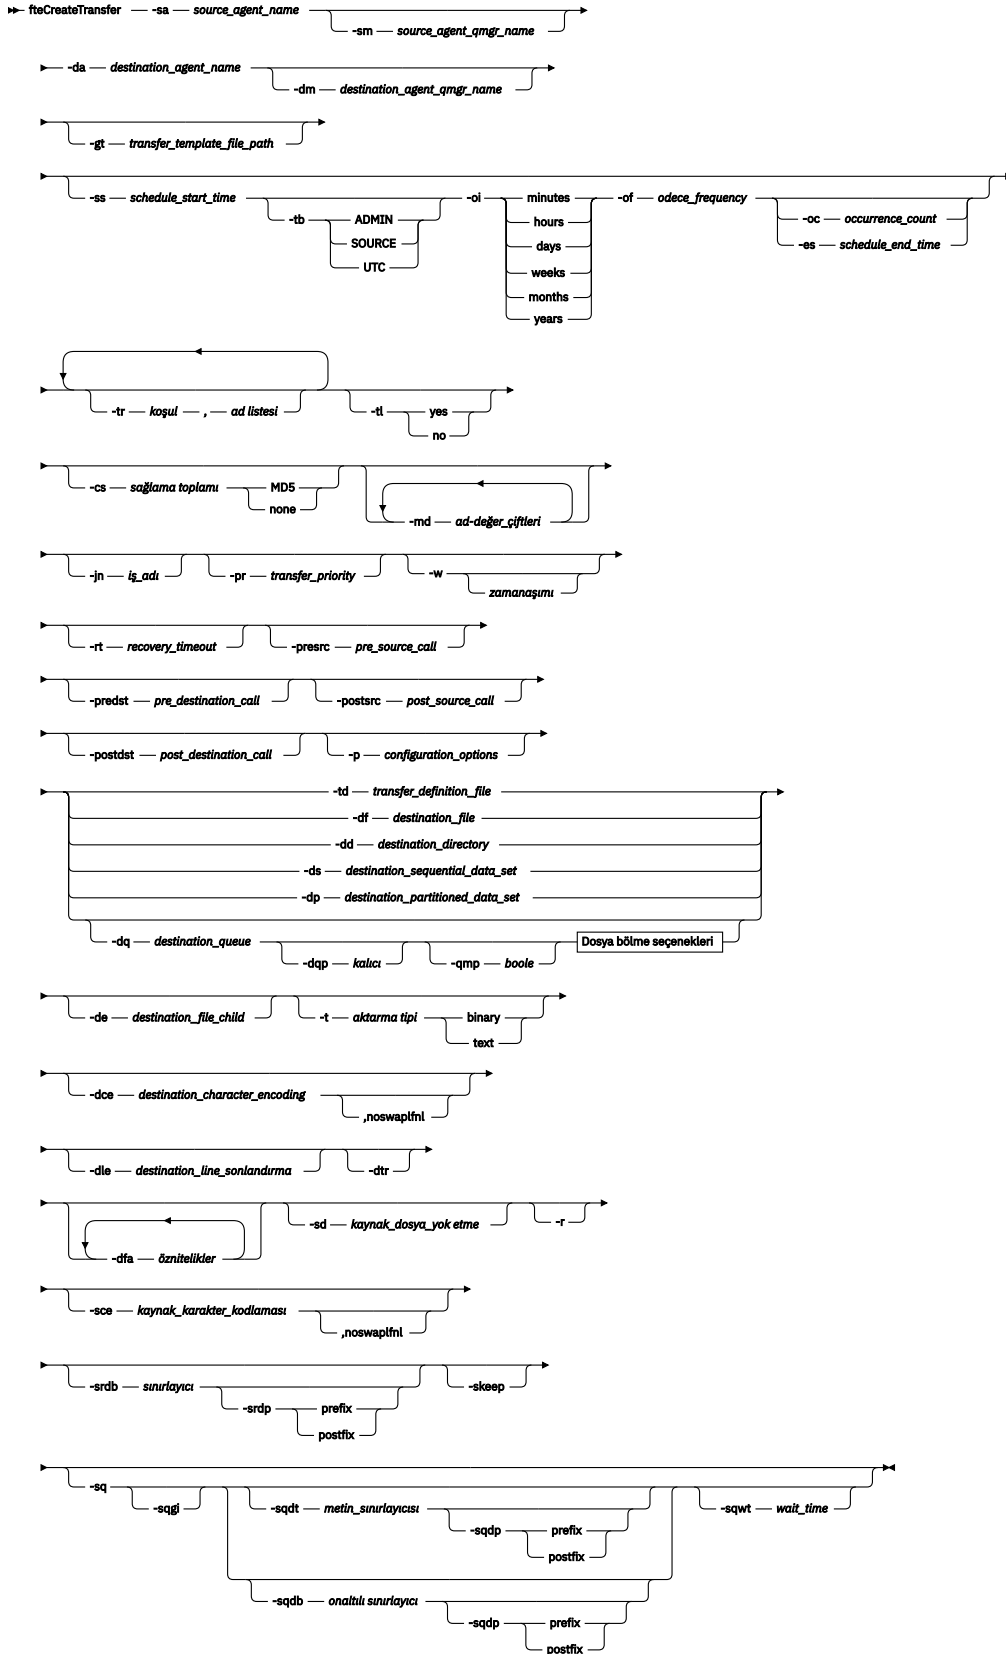 fteCreateTransfer -sa source_agent_name
-sm source_agent_qmgr_name
-da destination_agent_name
-dm destination_agent_qmgr_name
-gt transfer_template_file_path
-ss schedule_start_time -oi minutes -of odece_frequency
-tb ADMIN hours -oc occurrence_count
SOURCE days -es schedule_end_time
UTC weeks
months
years
-tr koşul , ad listesi -tl yes
no
-cs sağlama toplamı MD5
none
-md ad-değer_çiftleri
-jn iş_adı -pr transfer_priority -w
zamanaşımı
-rt recovery_timeout -presrc pre_source_call
-predst pre_destination_call -postsrc post_source_call
-postdst post_destination_call -p configuration_options
-td transfer_definition_file
-df destination_file
-dd destination_directory
-ds destination_sequential_data_set
-dp destination_partitioned_data_set
-dq destination_queue Dosya bölme seçenekleri
-dqp kalıcı -qmp boole
-de destination_file_child -t aktarma tipi binary
text
-dce destination_character_encoding
,noswaplfnl
-dle destination_line_sonlandırma -dtr
-sd kaynak_dosya_yok etme -r
-dfa öznitelikler
-sce kaynak_karakter_kodlaması
,noswaplfnl
-srdb sınırlayıcı -skeep
-srdp prefix
postfix
-sq
-sqgi -sqdt metin_sınırlayıcısı -sqwt wait_time
-sqdp prefix
postfix
-sqdb onaltılı sınırlayıcı
-sqdp prefix
postfix